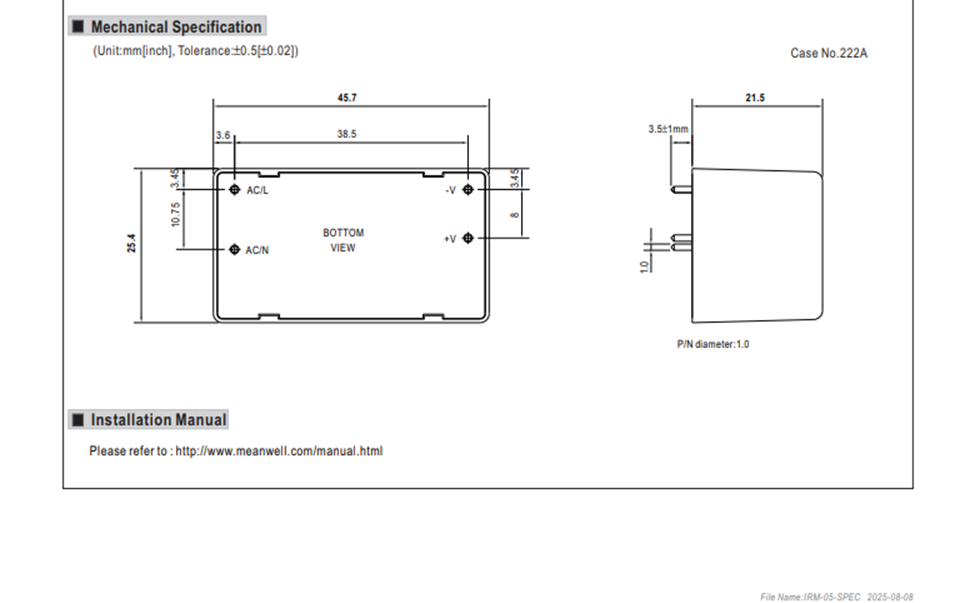 Mechanical Specification
(Unit:mm[inch], Tolerance:±0.5[±0.02])
Case No.222A
45.7
21.5
3.6
38.5
3.5±1mm
3.45
AC/L
-V
3.45
10.75
8
25.4
BOTTOM
VIEW
+V
AC/N
1.0
P/N diameter:1.0
Installation Manual
Please refer to : http://www.meanwell.com/manual.html
File Name:IRM-05-SPEC 2025-08-08